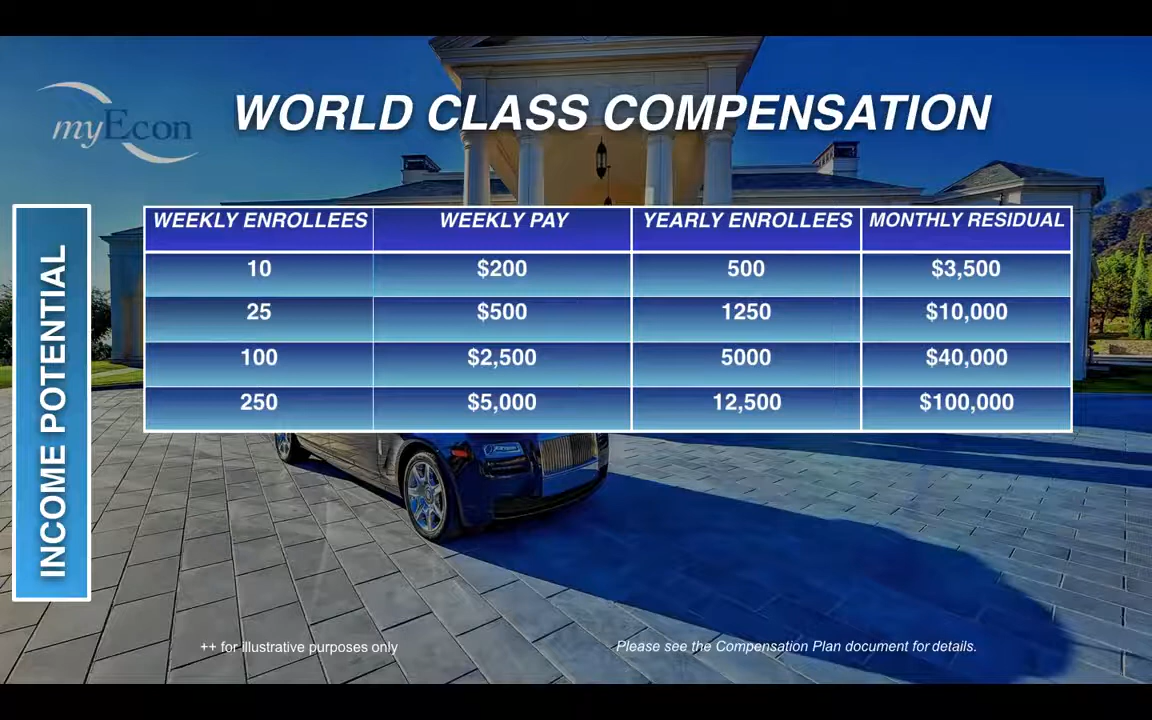 myEcon
WORLD CLASS COMPENSATION
INCOME POTENTIAL
WEEKLY ENROLLEES WEEKLY PAY YEARLY ENROLLEES MONTHLY RESIDUAL
10 $200 500 $3,500
25 $500 1250 $10,000
100 $2,500 5000 $40,000
250 $5,000 12,500 $100,000
++ for illustrative purposes only
Please see the Compensation Plan document for details.